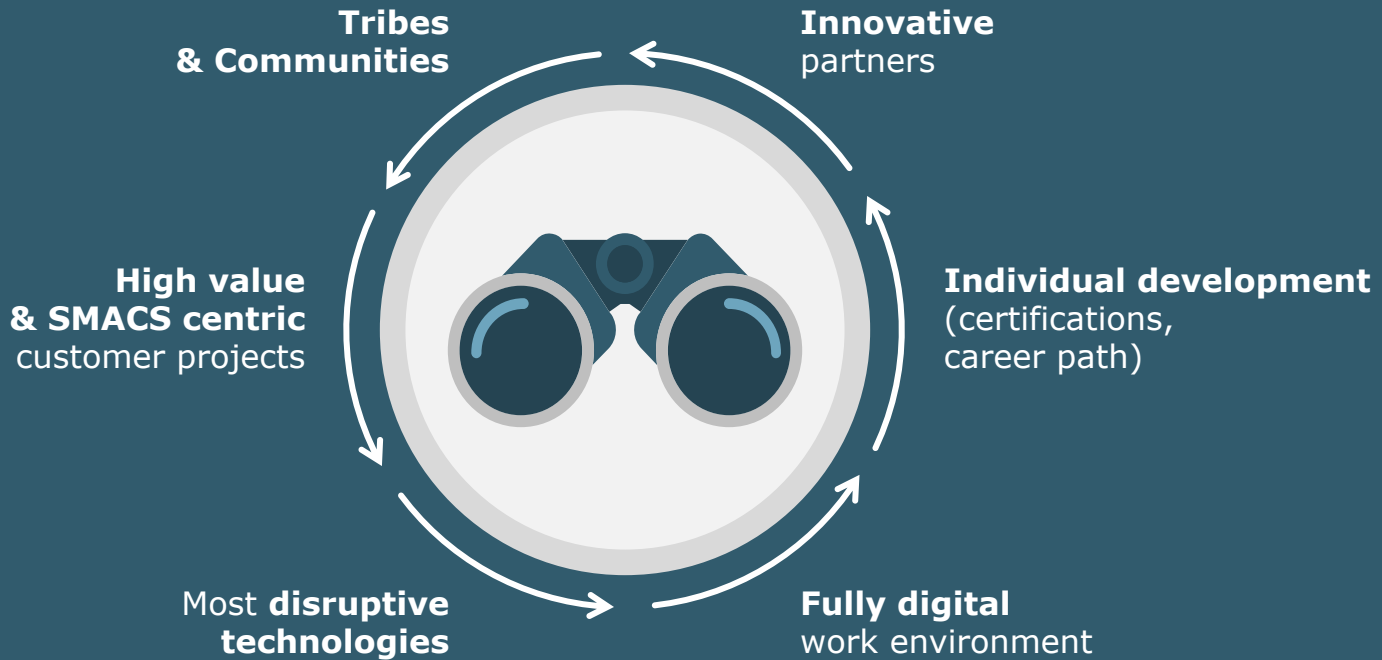 Tribes
& Communities
Innovative
partners
High value
& SMACS centric
customer projects
Individual development
(certifications,
career path)
Most disruptive
technologies
Fully digital
work environment